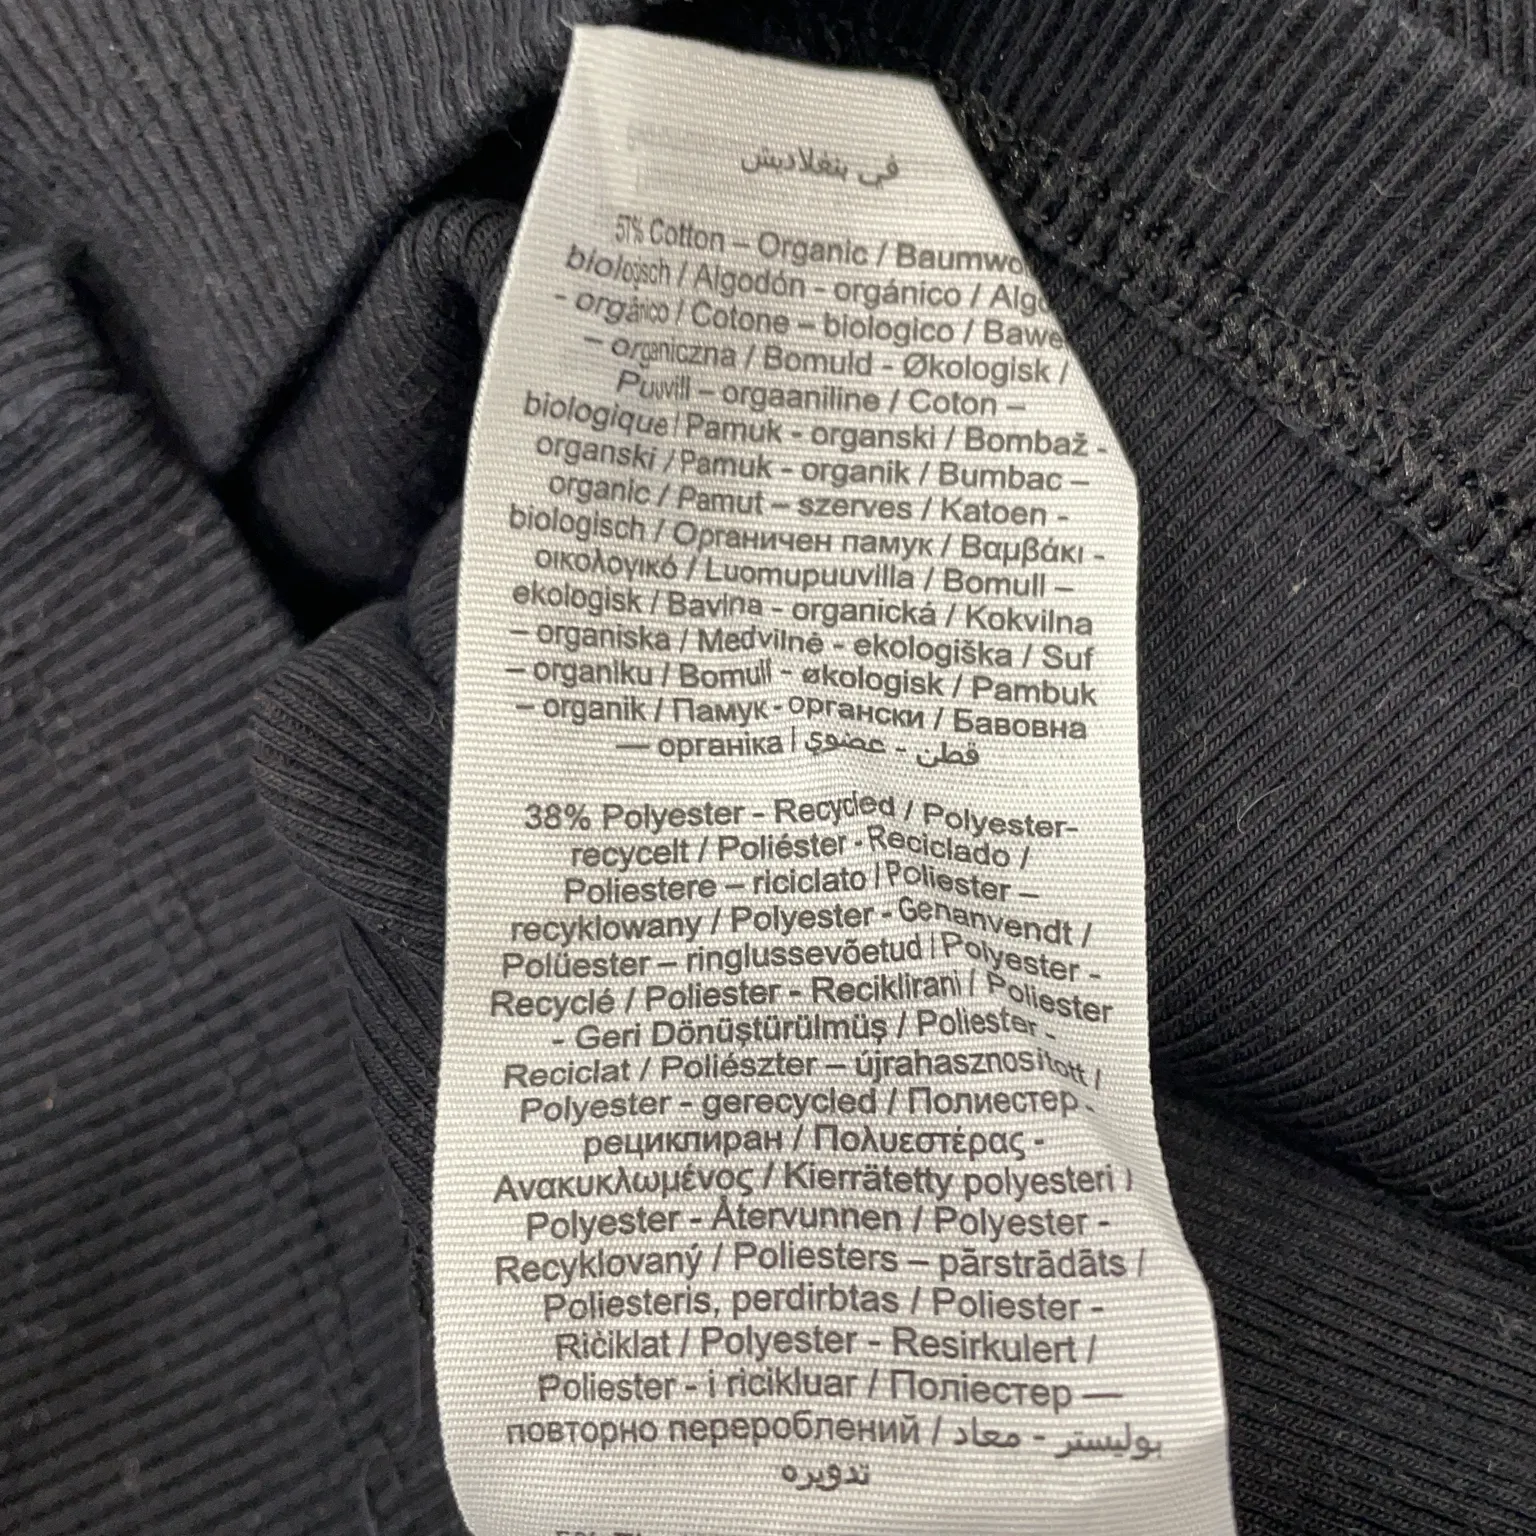 في بنغلاديش
57% Cotton – Organic / Baumwo
biologisch / Algodón - orgánico / Algo
- orgánico / Cotone – biologico / Bawe
– organiczna / Bomuld - Økologisk /
Puuvill – orgaaniline / Coton –
biologique / Pamuk - organski / Bombaž -
organski / Pamuk - organik / Bumbac –
organic / Pamut – szerves / Katoen -
biologisch / Органичен памук / Βαμβάκι -
οικολογικό / Luomupuuvilla / Bomull –
ekologisk / Bavlna - organická / Kokvilna
– organiska / Medvilnė - ekologiška / Suf
– organiku / Bomull - økologisk / Pambuk
– organik / Памук - органски / Бавовна
— органіка / قطن - عضوي
38% Polyester - Recycled / Polyester-
recycelt / Poliéster - Reciclado /
Poliestere – riciclato / Poliester –
recyklowany / Polyester - Genanvendt /
Polüester – ringlussevõetud / Polyester -
Recyclé / Poliester - Reciklirani / Poliester
- Geri Dönüştürülmüş / Poliester -
Reciclat / Poliészter – újrahasznosított /
Polyester - gerecycled / Полиестер -
рециклиран / Πολυεστέρας -
Ανακυκλωμένος / Kierrätetty polyesteri /
Polyester - Återvunnen / Polyester -
Recyklovaný / Poliesters – pārstrādāts /
Poliesteris, perdirbtas / Poliester -
Riċiklat / Polyester - Resirkulert /
Poliester - i ricikluar / Поліестер —
повторно перероблений / بوليستر - معاد
تدويره